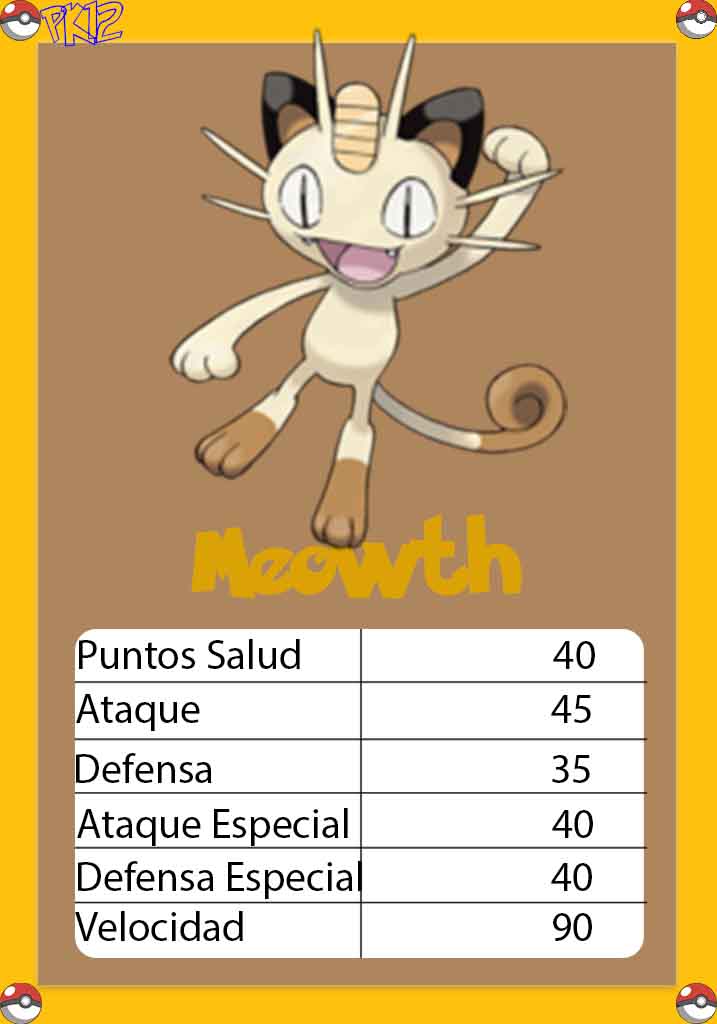 PK12
Meowth
Puntos Salud 40
Ataque 45
Defensa 35
Ataque Especial 40
Defensa Especial 40
Velocidad 90